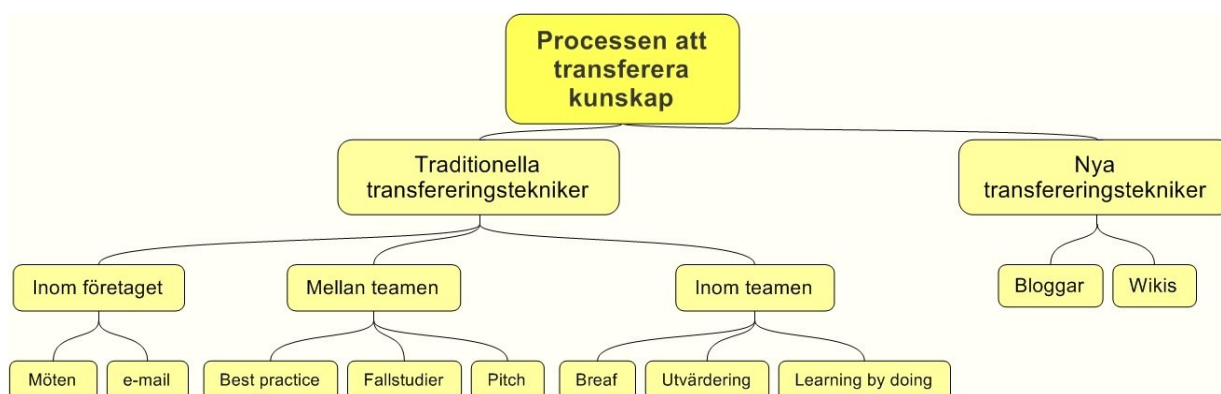 Processen att
transferera
kunskap
Traditionella
transfereringstekniker
Nya
transfereringstekniker
Inom företaget
Mellan teamen
Inom teamen
Bloggar
Wikis
Möten
e-mail
Best practice
Fallstudier
Pitch
Breaf
Utvärdering
Learning by doing